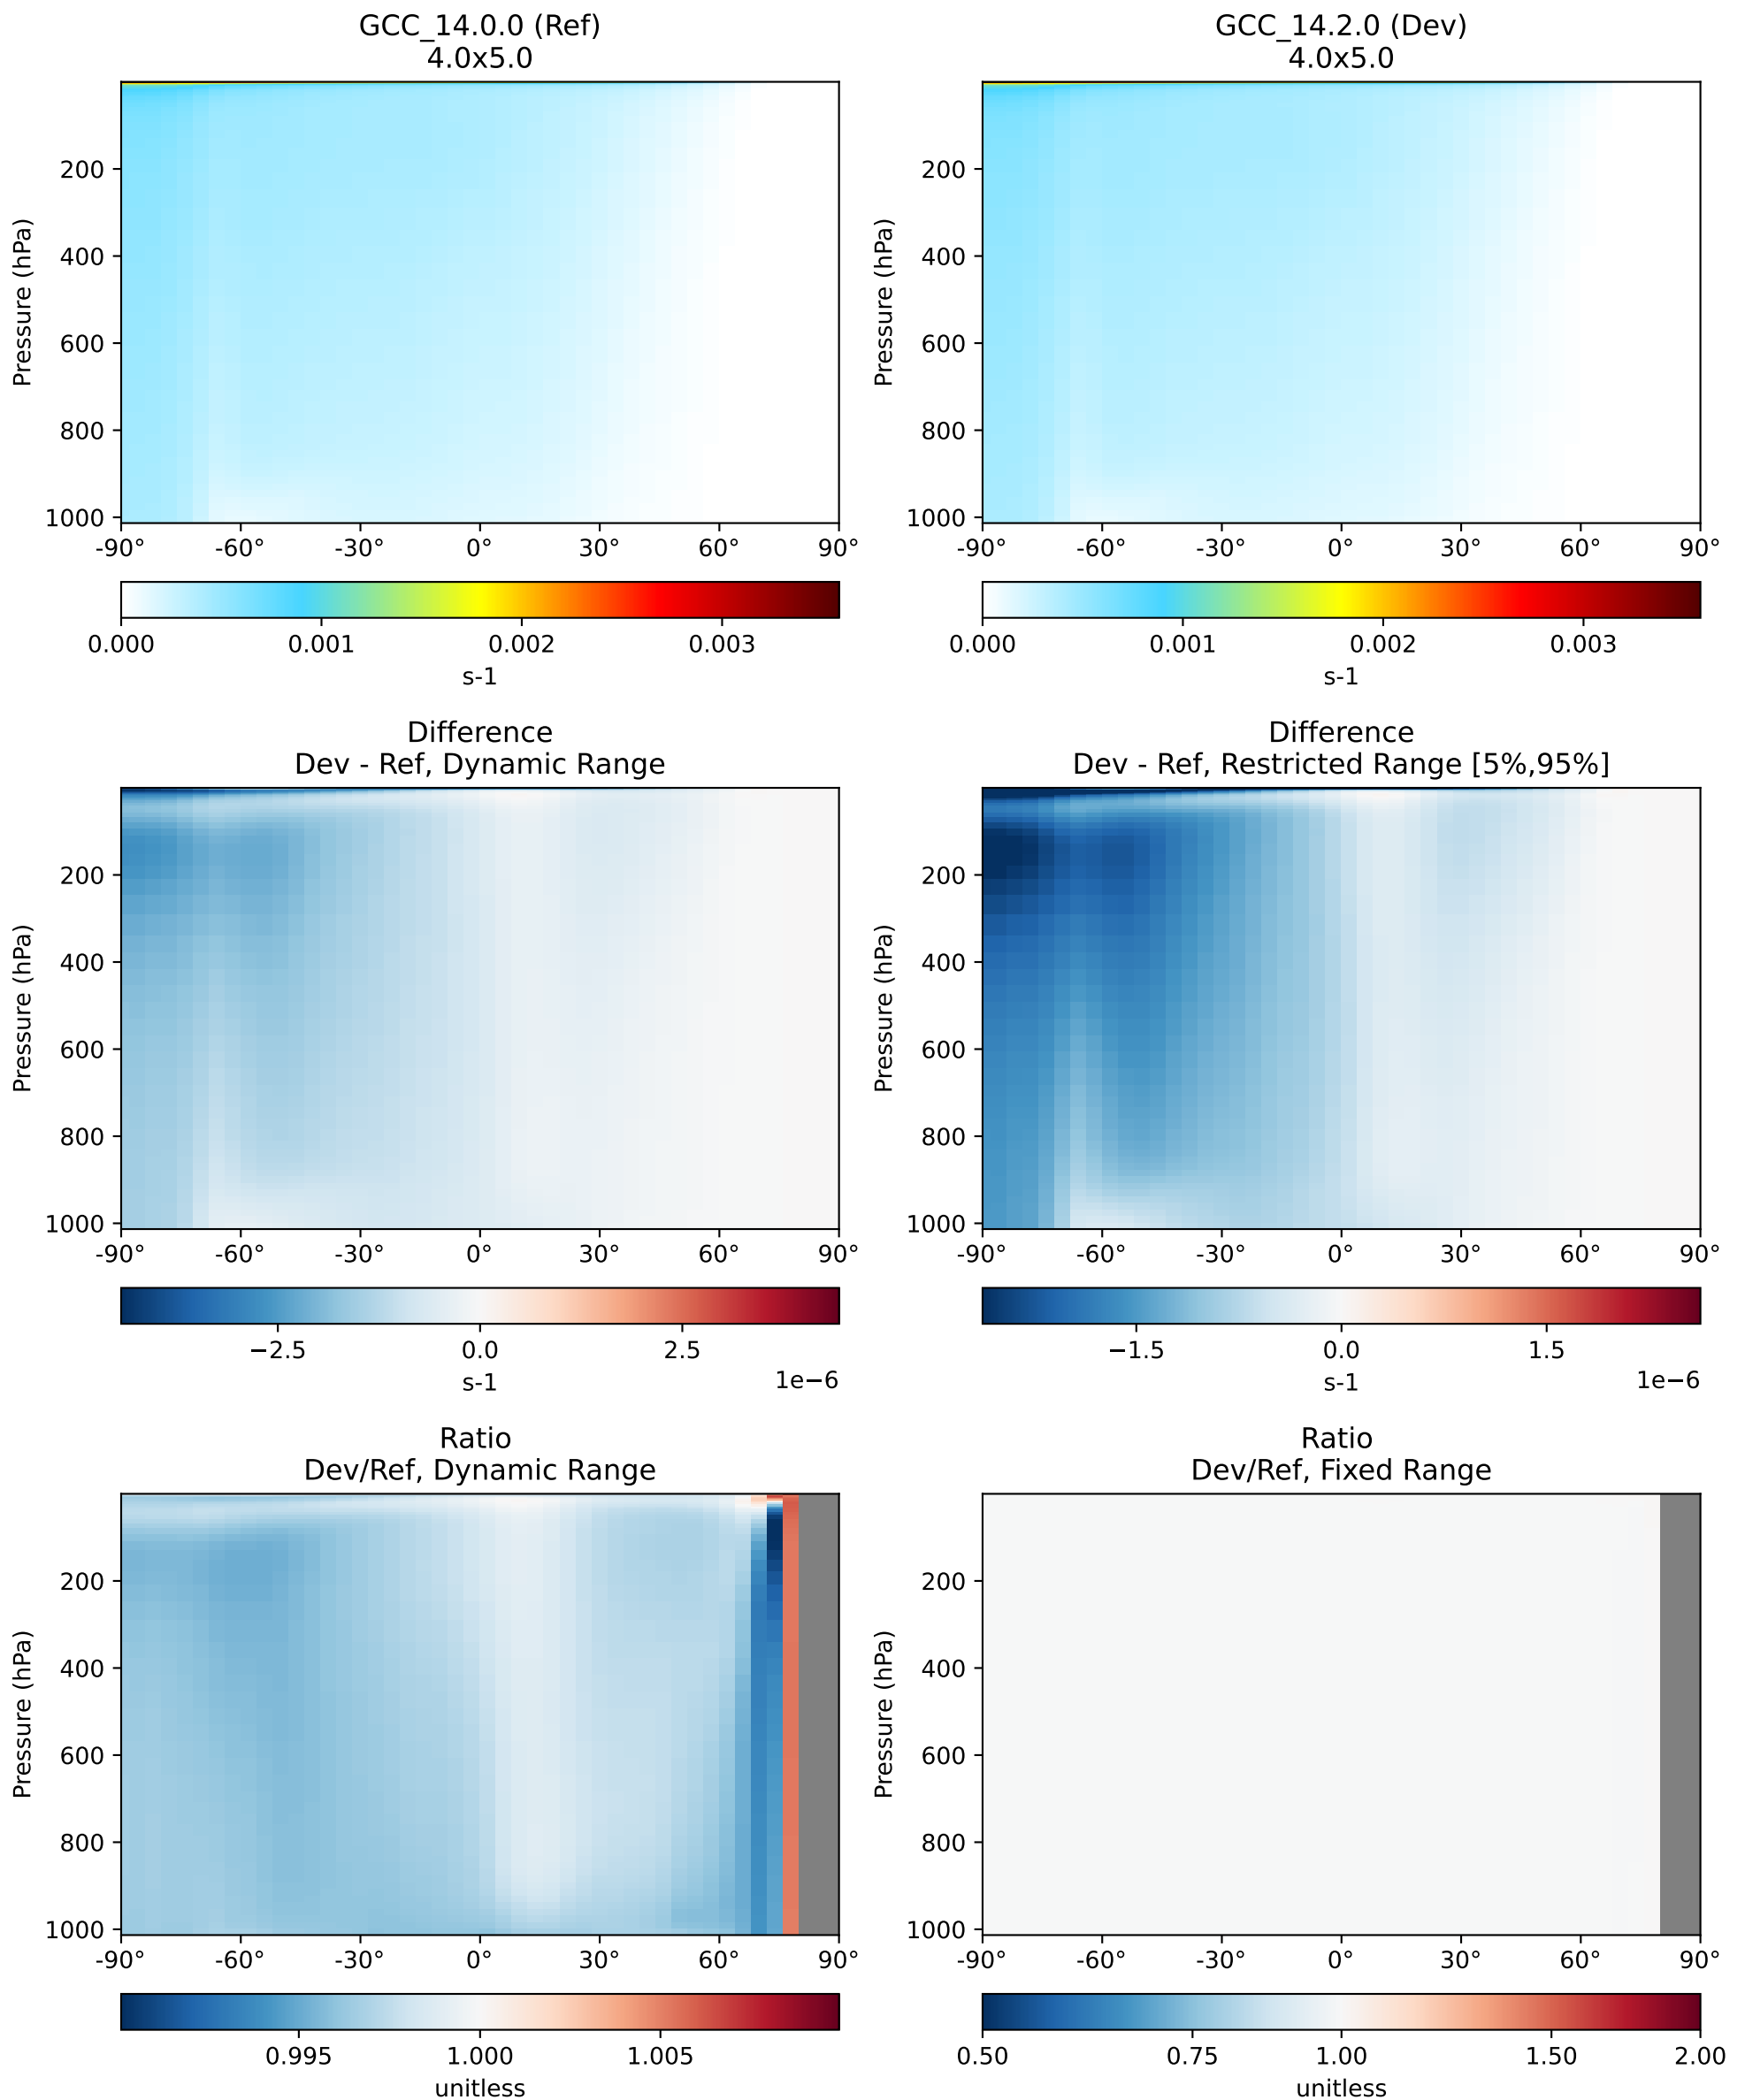 GCC_14.0.0 (Ref)
4.0x5.0
GCC_14.2.0 (Dev)
4.0x5.0
Pressure (hPa)
200
400
600
800
1000
-90° -60° -30° 0° 30° 60° 90°
0.000 0.001 0.002 0.003
s-1
Pressure (hPa)
200
400
600
800
1000
-90° -60° -30° 0° 30° 60° 90°
0.000 0.001 0.002 0.003
s-1
Difference
Dev - Ref, Dynamic Range
Pressure (hPa)
200
400
600
800
1000
-90° -60° -30° 0° 30° 60° 90°
−2.5 0.0 2.5
s-1
1e−6
Difference
Dev - Ref, Restricted Range [5%,95%]
Pressure (hPa)
200
400
600
800
1000
-90° -60° -30° 0° 30° 60° 90°
−1.5 0.0 1.5
s-1
1e−6
Ratio
Dev/Ref, Dynamic Range
Pressure (hPa)
200
400
600
800
1000
-90° -60° -30° 0° 30° 60° 90°
0.995 1.000 1.005
unitless
Ratio
Dev/Ref, Fixed Range
Pressure (hPa)
200
400
600
800
1000
-90° -60° -30° 0° 30° 60° 90°
0.50 0.75 1.00 1.50 2.00
unitless